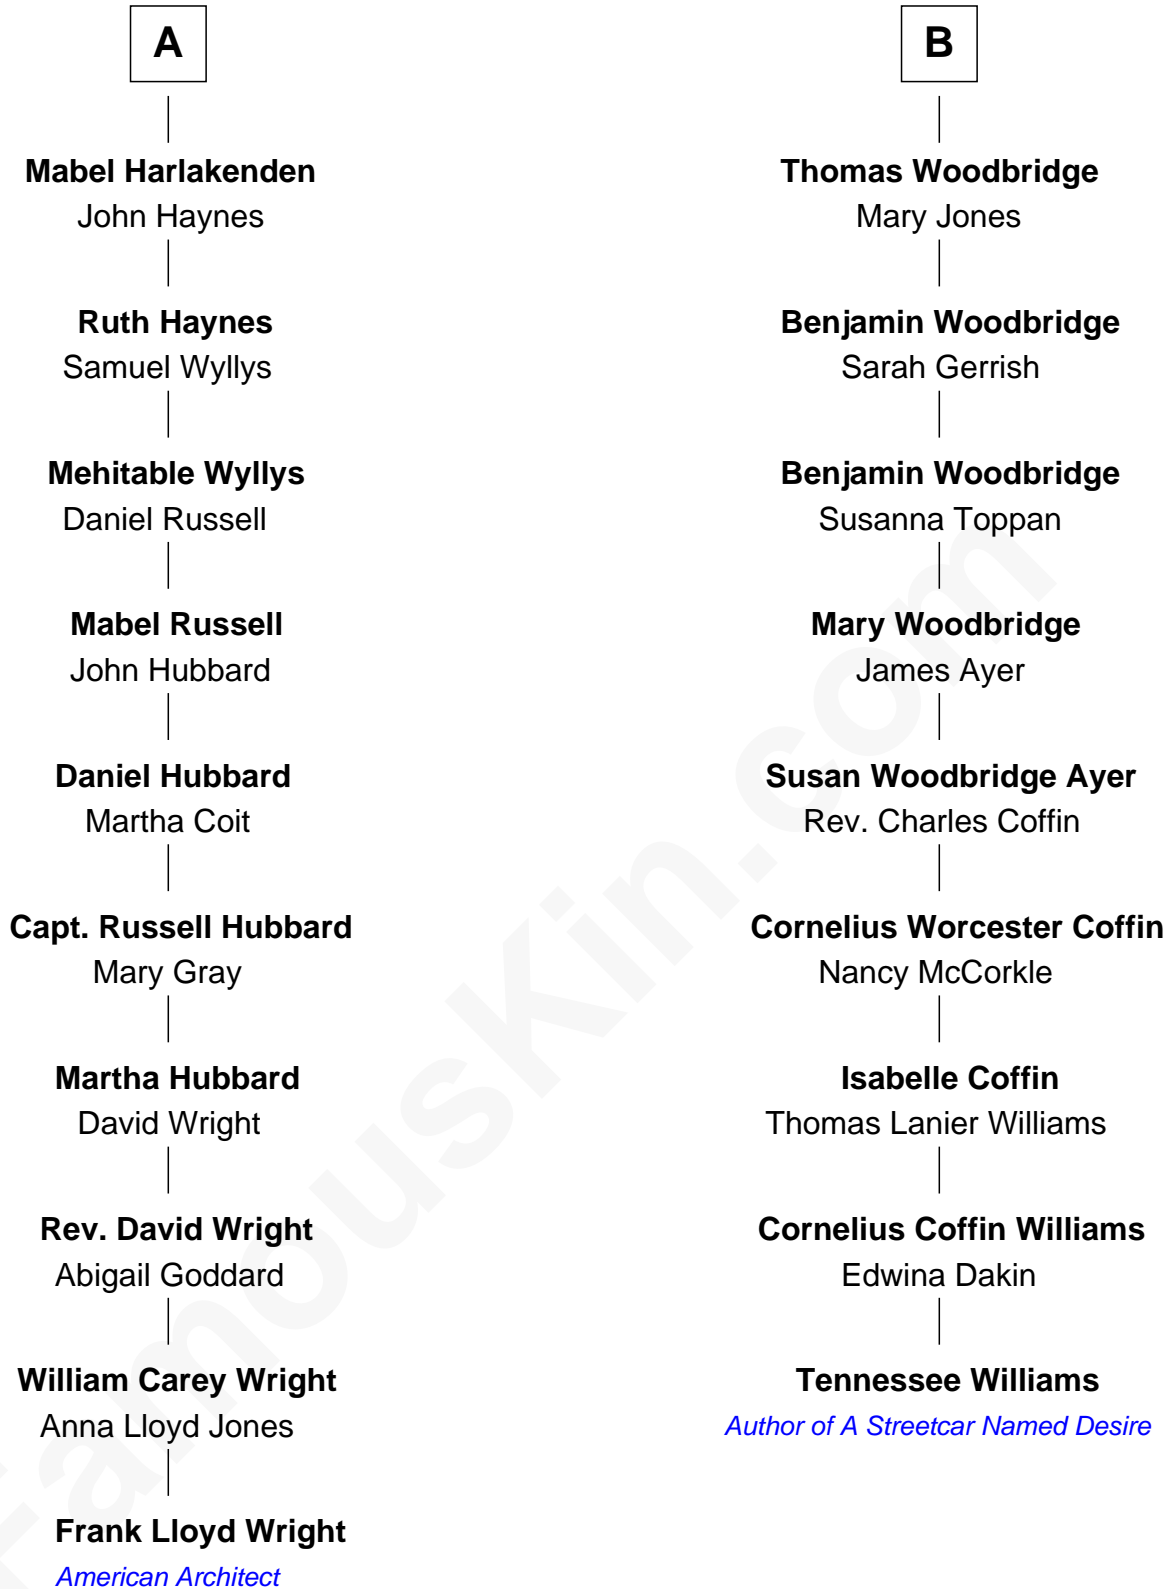 A
Mabel Harlakenden
John Haynes
Ruth Haynes
Samuel Wyllys
Mehitable Wyllys
Daniel Russell
Mabel Russell
John Hubbard
Daniel Hubbard
Martha Coit
Capt. Russell Hubbard
Mary Gray
Martha Hubbard
David Wright
Rev. David Wright
Abigail Goddard
William Carey Wright
Anna Lloyd Jones
Frank Lloyd Wright
American Architect
B
Thomas Woodbridge
Mary Jones
Benjamin Woodbridge
Sarah Gerrish
Benjamin Woodbridge
Susanna Toppan
Mary Woodbridge
James Ayer
Susan Woodbridge Ayer
Rev. Charles Coffin
Cornelius Worcester Coffin
Nancy McCorkle
Isabelle Coffin
Thomas Lanier Williams
Cornelius Coffin Williams
Edwina Dakin
Tennessee Williams
Author of A Streetcar Named Desire
FamousKin.com